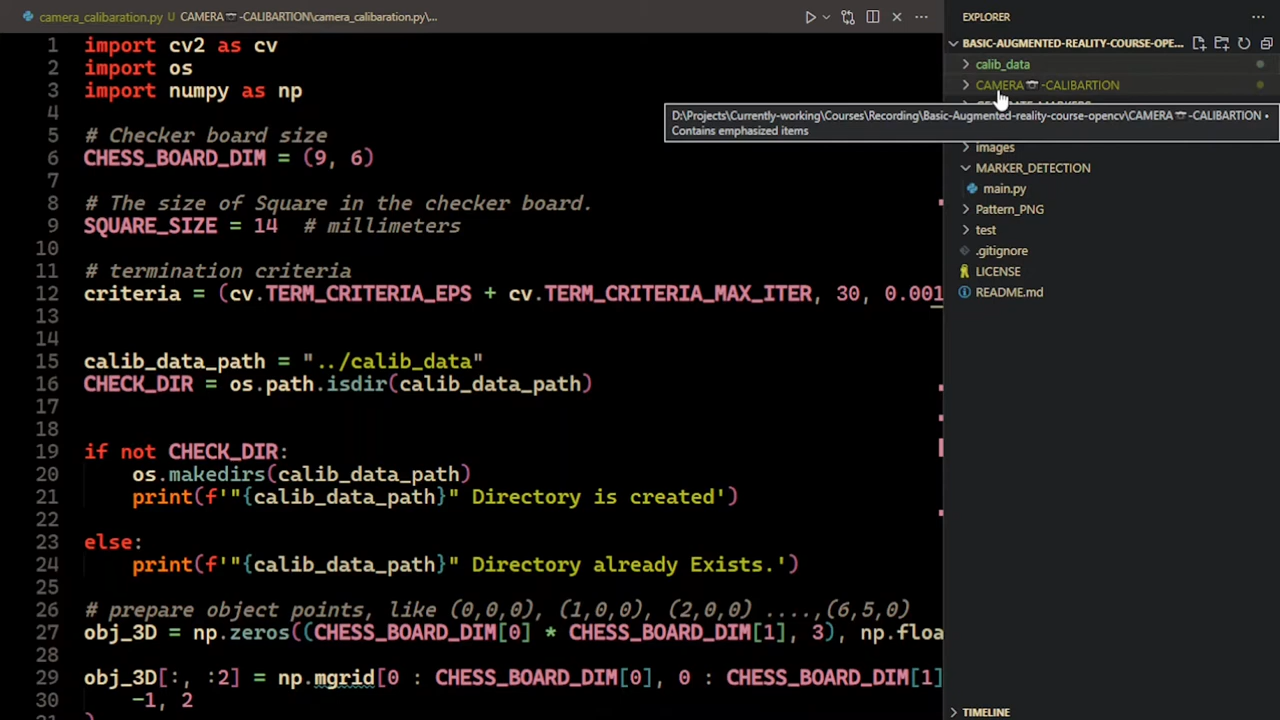 camera_calibaration.py U CAMERA📷-CALIBARTION\camera_calibaration.py\...
1 import cv2 as cv
2 import os
3 import numpy as np
4
5 # Checker board size
6 CHESS_BOARD_DIM = (9, 6)
7
8 # The size of Square in the checker board.
9 SQUARE_SIZE = 14 # millimeters
10
11 # termination criteria
12 criteria = (cv.TERM_CRITERIA_EPS + cv.TERM_CRITERIA_MAX_ITER, 30, 0.001
13
14
15 calib_data_path = "../calib_data"
16 CHECK_DIR = os.path.isdir(calib_data_path)
17
18
19 if not CHECK_DIR:
20 os.makedirs(calib_data_path)
21 print(f'"{calib_data_path}" Directory is created')
22
23 else:
24 print(f'"{calib_data_path}" Directory already Exists.')
25
26 # prepare object points, like (0,0,0), (1,0,0), (2,0,0) ....,(6,5,0)
27 obj_3D = np.zeros((CHESS_BOARD_DIM[0] * CHESS_BOARD_DIM[1], 3), np.floa
28
29 obj_3D[:, :2] = np.mgrid[0 : CHESS_BOARD_DIM[0], 0 : CHESS_BOARD_DIM[1]
30 -1, 2
31 )
EXPLORER
BASIC-AUGMENTED-REALITY-COURSE-OPE...
calib_data
CAMERA📷-CALIBARTION
D:\Projects\Currently-working\Courses\Recording\Basic-Augmented-reality-course-opencv\CAMERA📷-CALIBARTION •
Contains emphasized items
images
MARKER_DETECTION
main.py
Pattern_PNG
test
.gitignore
LICENSE
README.md
TIMELINE